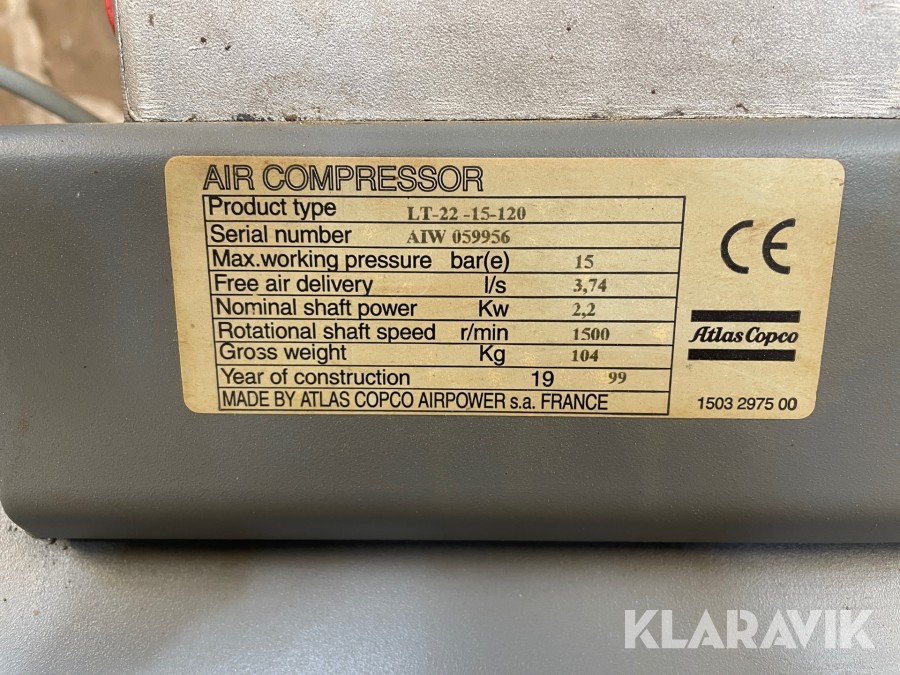 AIR COMPRESSOR
Product type LT-22 -15-120
Serial number AIW 059956
Max.working pressure bar(e) 15
Free air delivery l/s 3,74
Nominal shaft power Kw 2,2
Rotational shaft speed r/min 1500
Gross weight Kg 104
Year of construction 19 99
MADE BY ATLAS COPCO AIRPOWER s.a. FRANCE
CE
Atlas Copco
1503 2975 00
KLARAVIK